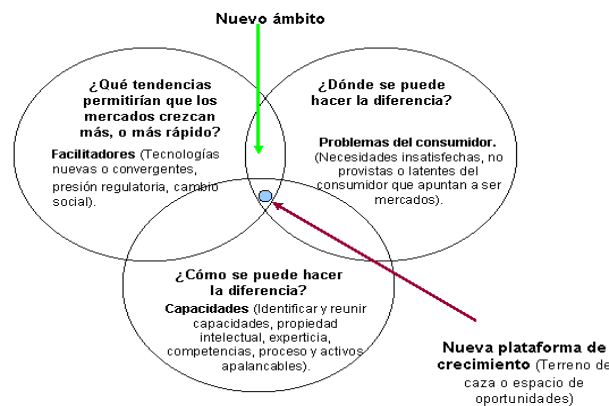 Nuevo ámbito
¿Qué tendencias
permitirían que los
mercados crezcan
más, o más rápido?
Facilitadores (Tecnologías
nuevas o convergentes,
presión regulatoria, cambio
social).
¿Dónde se puede
hacer la diferencia?
Problemas del consumidor.
(Necesidades insatisfechas, no
provistas o latentes del
consumidor que apuntan a ser
mercados).
¿Cómo se puede hacer
la diferencia?
Capacidades (Identificar y reunir
capacidades, propiedad
intelectual, experticia,
competencias, proceso y activos
apalancables).
Nueva plataforma de
crecimiento (Terreno de
caza o espacio de
oportunidades)